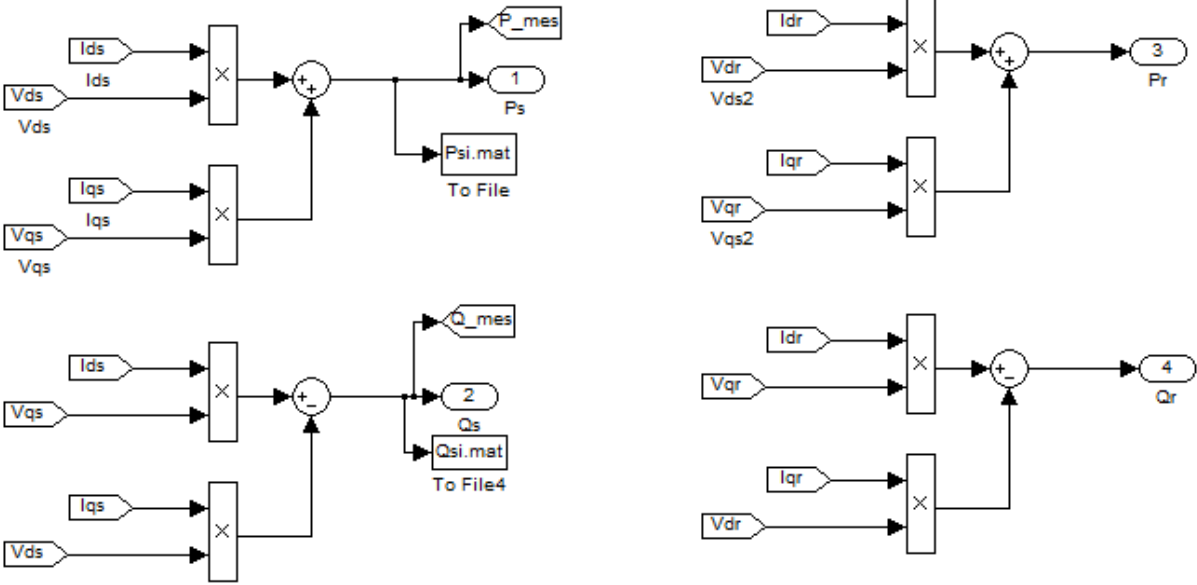 P_mes
Ids
×
Ids
+
+
1
Vds
Ps
Vds
Psi.mat
To File
Iqs
×
Iqs
Vqs
Vqs
Idr
×
+
+
3
Vdr
Pr
Vds2
Iqr
×
Vqr
Vqs2
Q_mes
Ids
×
+
−
2
Vqs
Qs
Qsi.mat
To File4
Iqs
×
Vds
Idr
×
+
−
4
Vqr
Qr
Iqr
×
Vdr